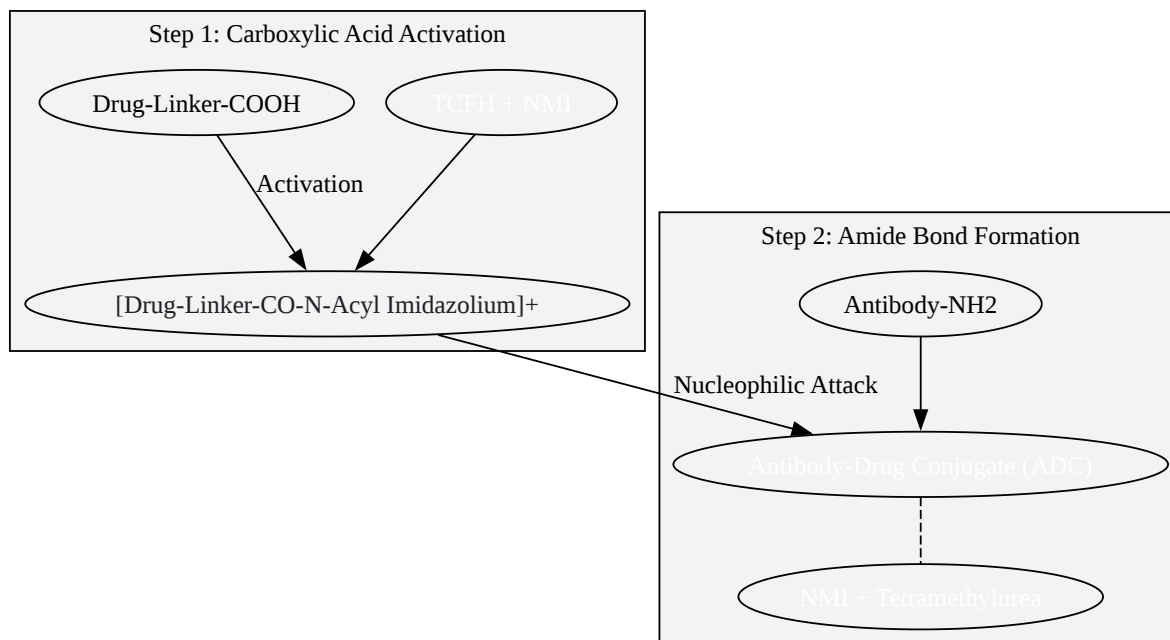 Step 1: Carboxylic Acid Activation
Drug-Linker-COOH
TCFH + NMI
Activation
[Drug-Linker-CO-N-Acyl Imidazolium]+
Step 2: Amide Bond Formation
Antibody-NH2
Nucleophilic Attack
Antibody-Drug Conjugate (ADC)
NMI + Tetramethylurea